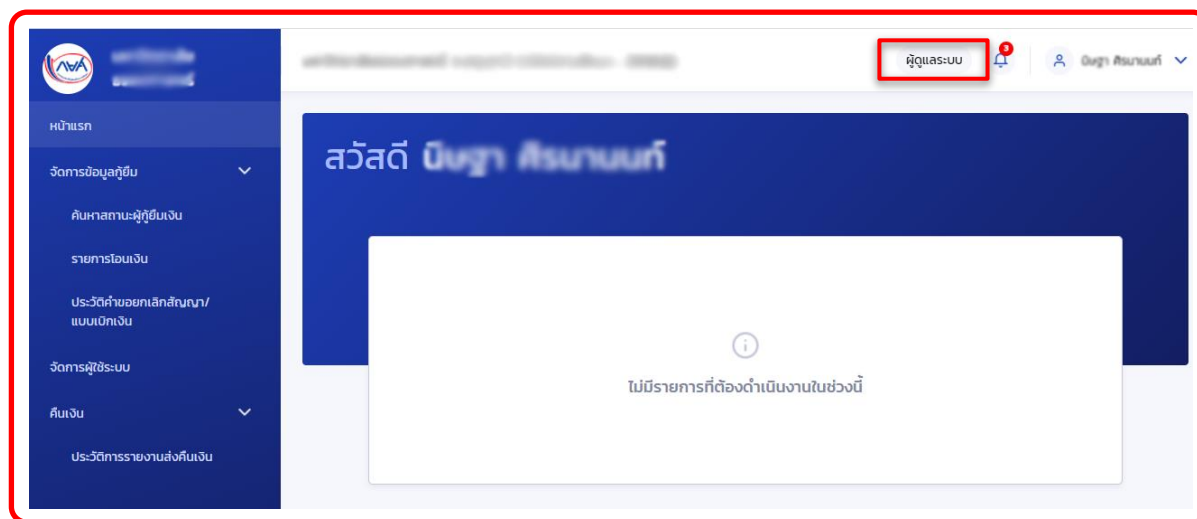 กยศ
ผู้ดูแลระบบ
3
หน้าแรก
จัดการข้อมูลกู้ยืม
ค้นหาสถานะผู้กู้ยืมเงิน
รายการโอนเงิน
ประวัติคำขอยกเลิกสัญญา/
แบบเบิกเงิน
จัดการผู้ใช้ระบบ
คืนเงิน
ประวัติการรายงานส่งคืนเงิน
สวัสดี
ไม่มีรายการที่ต้องดำเนินงานในช่วงนี้